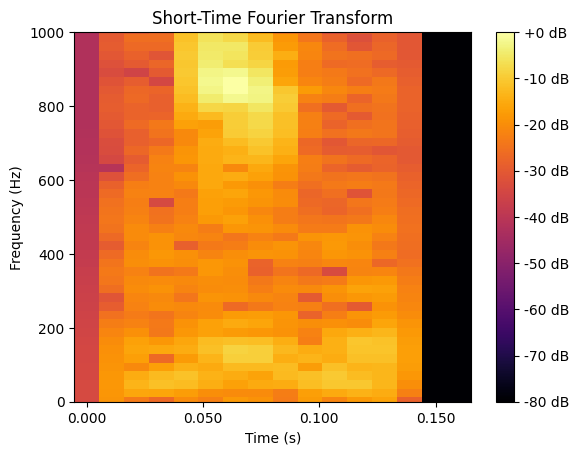 Short-Time Fourier Transform
1000
800
600
400
200
0
Frequency (Hz)
0.000
0.050
0.100
0.150
Time (s)
+0 dB
-10 dB
-20 dB
-30 dB
-40 dB
-50 dB
-60 dB
-70 dB
-80 dB